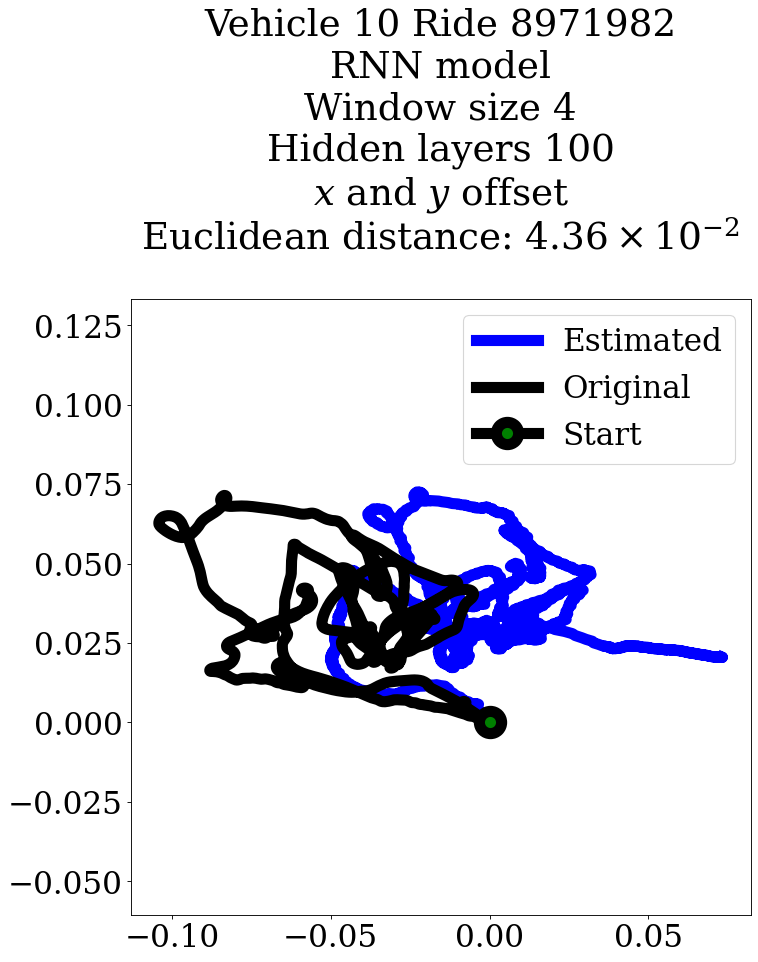 Vehicle 10 Ride 8971982
RNN model
Window size 4
Hidden layers 100
x and y offset
Euclidean distance: 4.36 × 10⁻²
Estimated
Original
Start
0.125
0.100
0.075
0.050
0.025
0.000
−0.025
−0.050
−0.10 −0.05 0.00 0.05